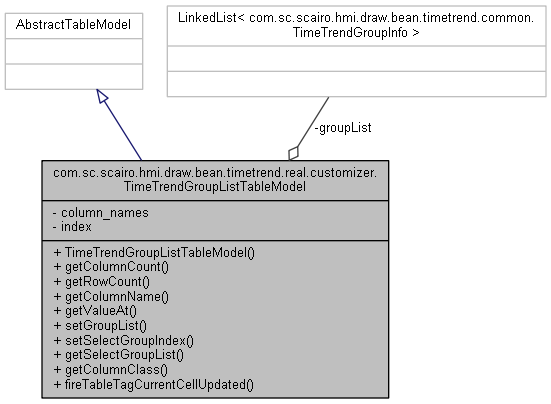 AbstractTableModel
LinkedList< com.sc.scairo.hmi.draw.bean.timetrend.common.
TimeTrendGroupInfo >
-groupList
com.sc.scairo.hmi.draw.bean.timetrend.real.customizer.
TimeTrendGroupListTableModel
- column_names
- index
+ TimeTrendGroupListTableModel()
+ getColumnCount()
+ getRowCount()
+ getColumnName()
+ getValueAt()
+ setGroupList()
+ setSelectGroupIndex()
+ getSelectGroupList()
+ getColumnClass()
+ fireTableTagCurrentCellUpdated()